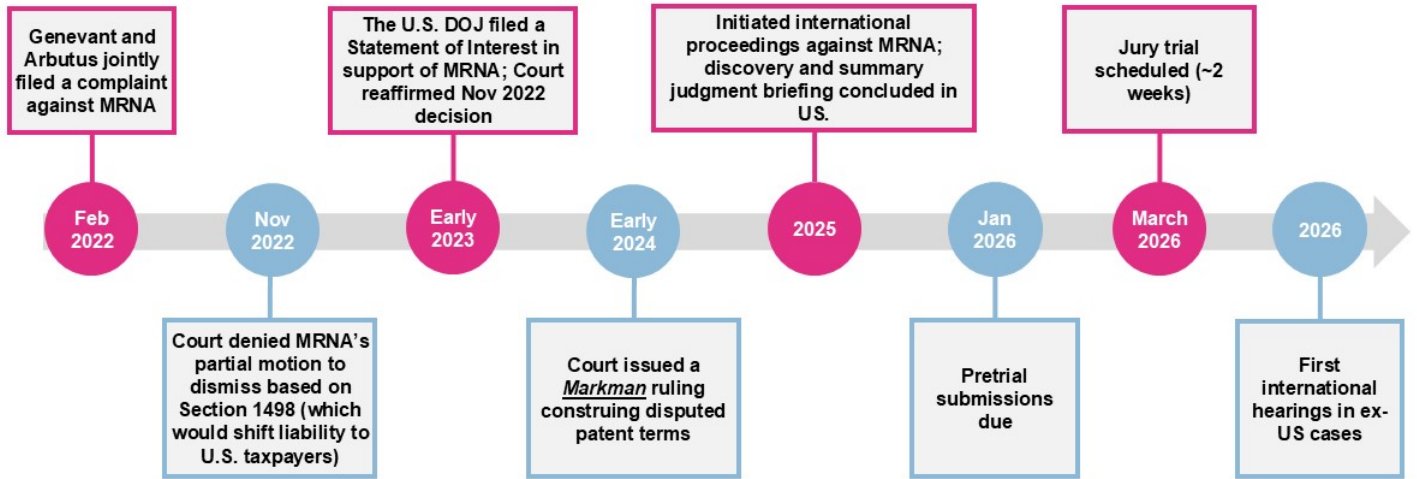 Genevant and
Arbutus jointly
filed a complaint
against MRNA
The U.S. DOJ filed a
Statement of Interest in
support of MRNA; Court
reaffirmed Nov 2022
decision
Initiated international
proceedings against MRNA;
discovery and summary
judgment briefing concluded in
US.
Jury trial
scheduled (~2
weeks)
Feb
2022
Nov
2022
Early
2023
Early
2024
2025
Jan
2026
March
2026
2026
Court denied MRNA’s
partial motion to
dismiss based on
Section 1498 (which
would shift liability to
U.S. taxpayers)
Court issued a
Markman ruling
construing disputed
patent terms
Pretrial
submissions
due
First
international
hearings in ex-
US cases